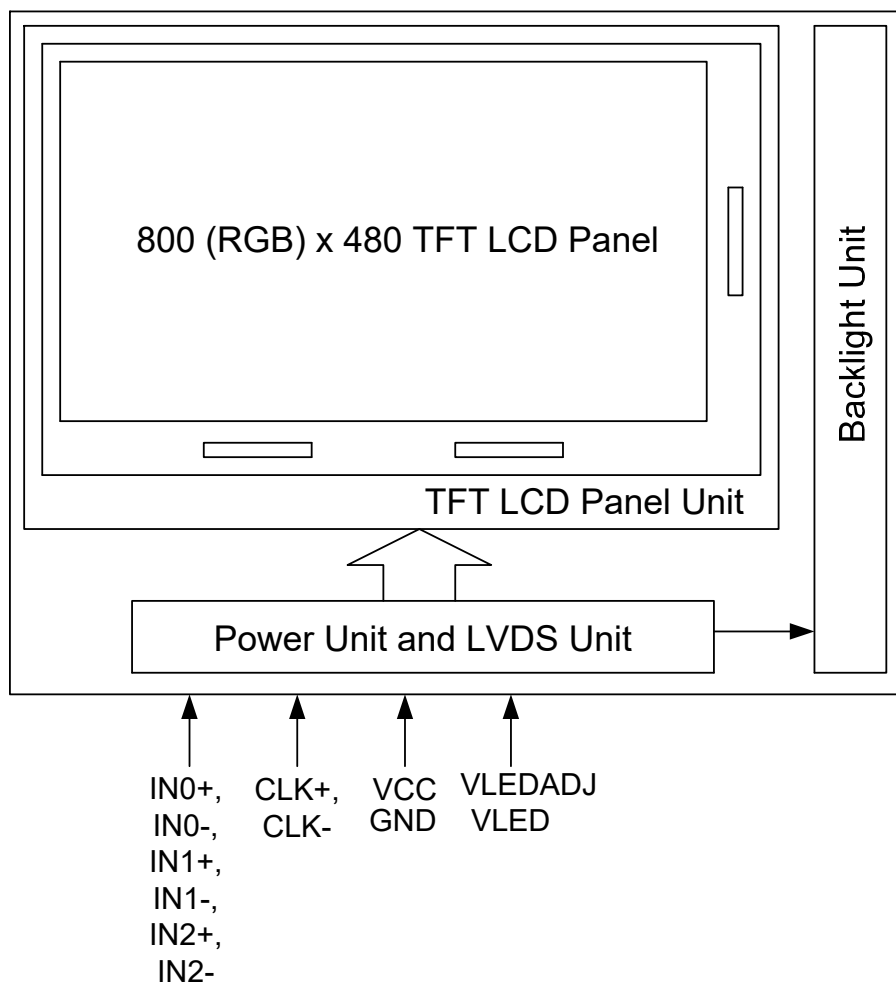 800 (RGB) x 480 TFT LCD Panel
Backlight Unit
TFT LCD Panel Unit
Power Unit and LVDS Unit
IN0+,
IN0-,
IN1+,
IN1-,
IN2+,
IN2-
CLK+,
CLK-
VCC
GND
VLEDADJ
VLED